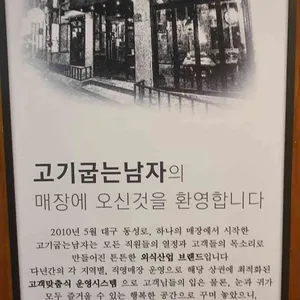 고기굽는남자의
매장에 오신것을 환영합니다
2010년 5월 대구 동성로, 하나의 매장에서 시작한
고기굽는남자는 모든 직원들의 열정과 고객들의 목소리로
만들어진 튼튼한 외식산업 브랜드입니다
다년간의 각 지역별, 직영매장 운영으로 해당 상권에 최적화된
고객맞춤식 운영시스템 으로 고객님들의 입은 물론, 눈과 귀가
모두 즐거울 수 있는 행복한 공간으로 꾸며 놓았으니,